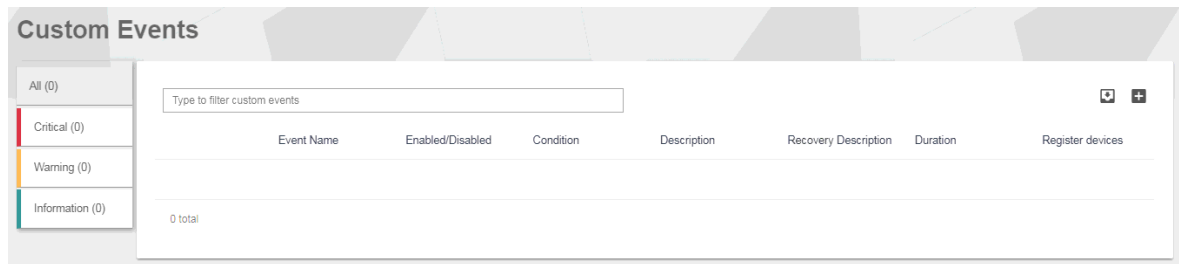 Custom Events
All (0)
Critical (0)
Warning (0)
Information (0)
Type to filter custom events
Event Name Enabled/Disabled Condition Description Recovery Description Duration Register devices
0 total